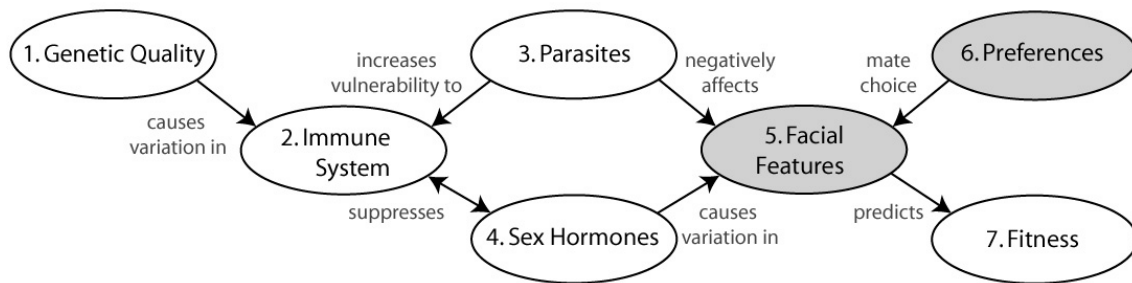 1. Genetic Quality
3. Parasites
6. Preferences
increases
vulnerability to
negatively
affects
mate
choice
causes
variation in
2. Immune
System
5. Facial
Features
suppresses
4. Sex Hormones
causes
variation in
predicts
7. Fitness